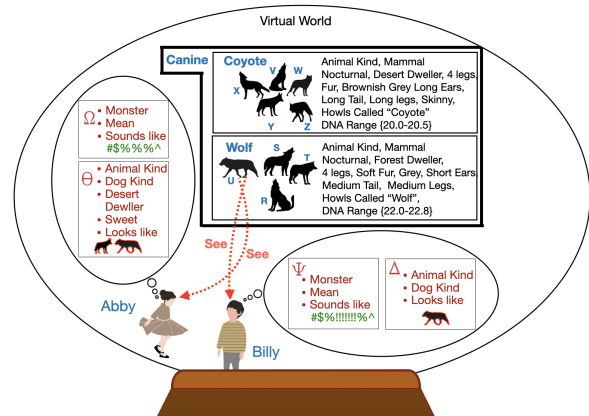 Virtual World
Canine
Coyote
V
W
X
Y
Z
Animal Kind, Mammal
Nocturnal, Desert Dweller, 4 legs,
Fur, Brownish Grey Long Ears,
Long Tail, Long legs, Skinny,
Howls Called “Coyote”
DNA Range {20.0-20.5}
Wolf
S
T
U
R
Animal Kind, Mammal
Nocturnal, Forest Dweller,
4 legs, Soft Fur, Grey, Short Ears,
Medium Tail, Medium Legs,
Howls Called “Wolf”,
DNA Range {22.0-22.8}
Ω
• Monster
• Mean
• Sounds like
#$%%%^
Θ
• Animal Kind
• Dog Kind
• Desert
Dewller
• Sweet
• Looks like
See
See
Abby
Billy
Ψ
• Monster
• Mean
• Sounds like
#$%!!!!!!!%^
Δ
• Animal Kind
• Dog Kind
• Looks like